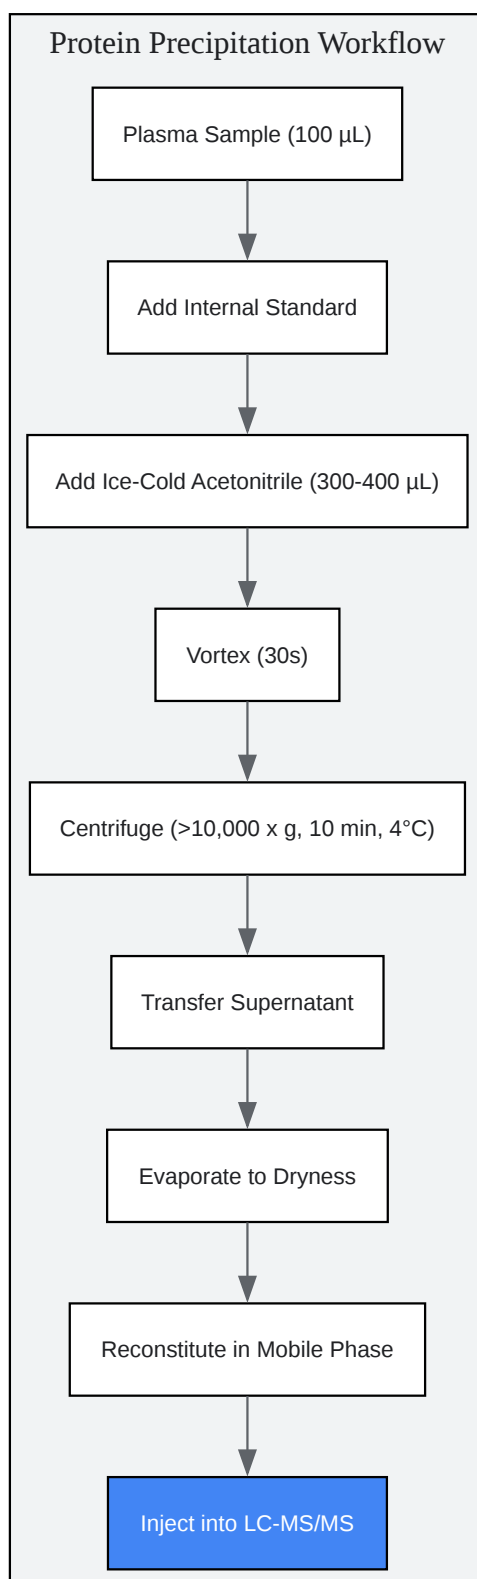 Protein Precipitation Workflow
Plasma Sample (100 µL)
Add Internal Standard
Add Ice-Cold Acetonitrile (300-400 µL)
Vortex (30s)
Centrifuge (>10,000 x g, 10 min, 4°C)
Transfer Supernatant
Evaporate to Dryness
Reconstitute in Mobile Phase
Inject into LC-MS/MS